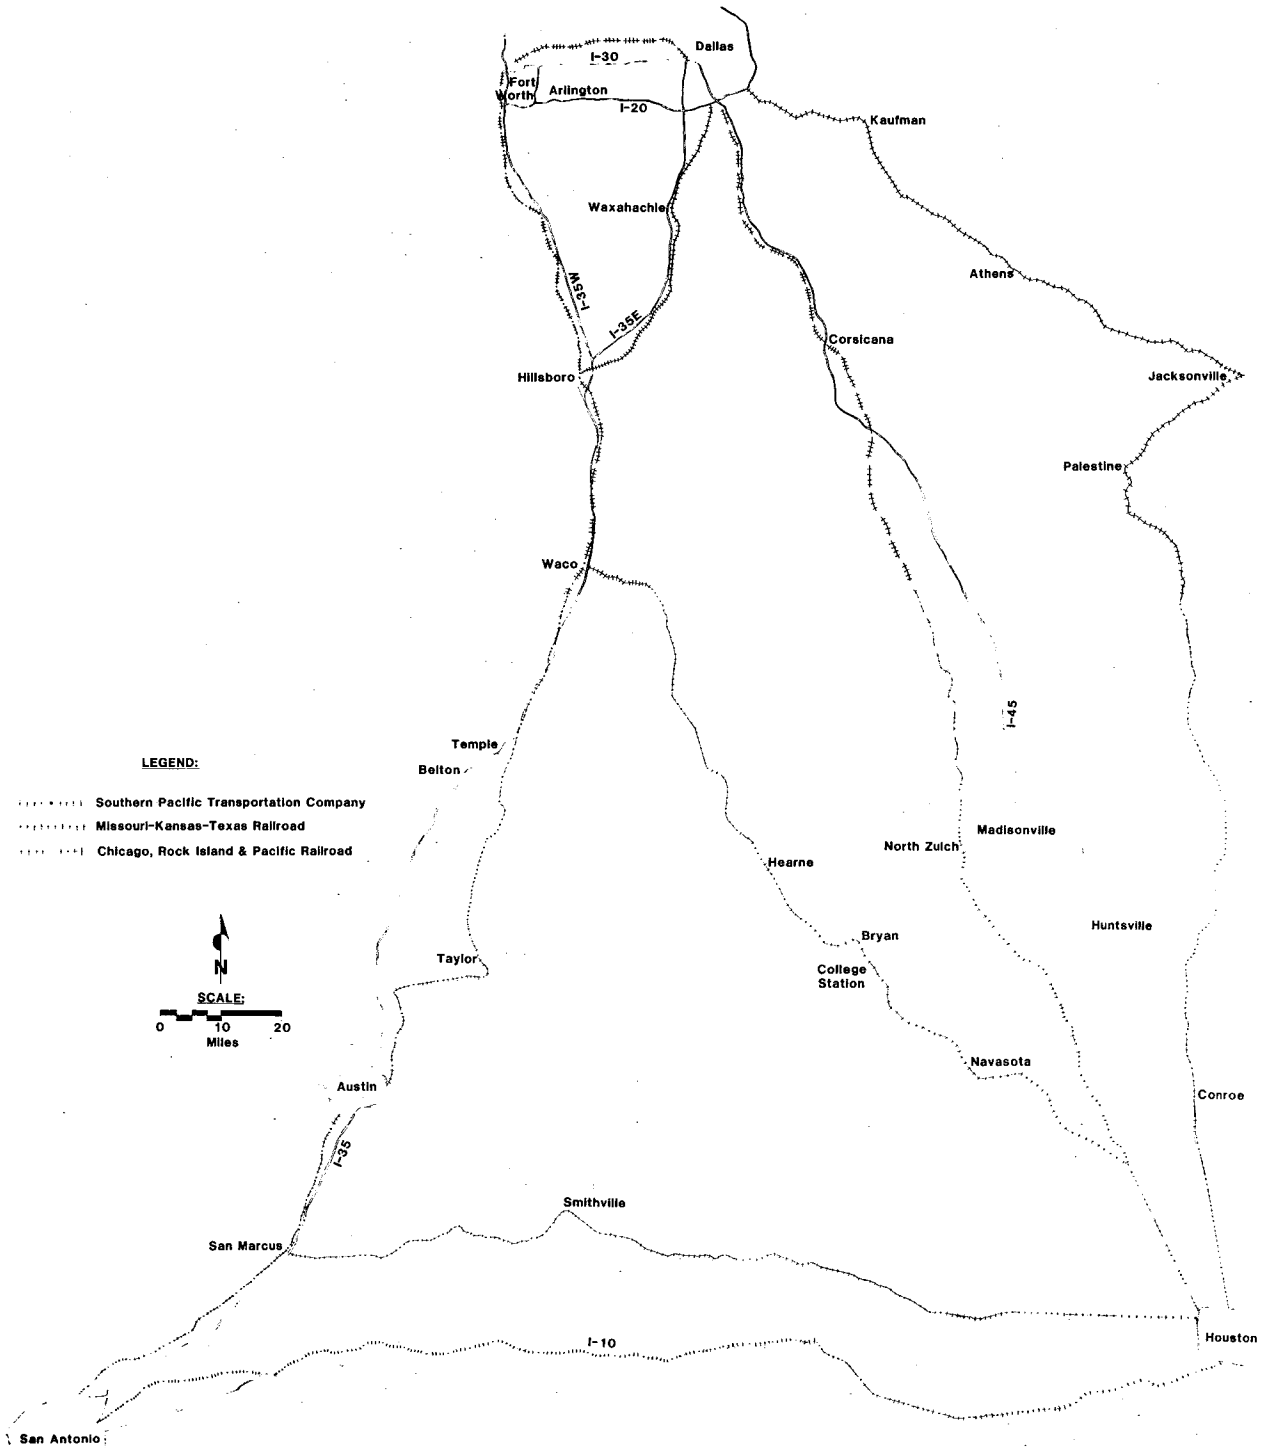 Dallas
I-30
Fort
Worth
Arlington
I-20
Kaufman
Waxahachie
Athens
I-35W
I-35E
Corsicana
Hillsboro
Jacksonville
Palestine
Waco
I-45
Temple
Belton
LEGEND:
Southern Pacific Transportation Company
Missouri-Kansas-Texas Railroad
Chicago, Rock Island & Pacific Railroad
Madisonville
North Zulch
Hearne
Huntsville
Bryan
Taylor
College
Station
N
SCALE:
0 10 20
Miles
Navasota
Austin
Conroe
I-35
Smithville
San Marcus
Houston
I-10
San Antonio